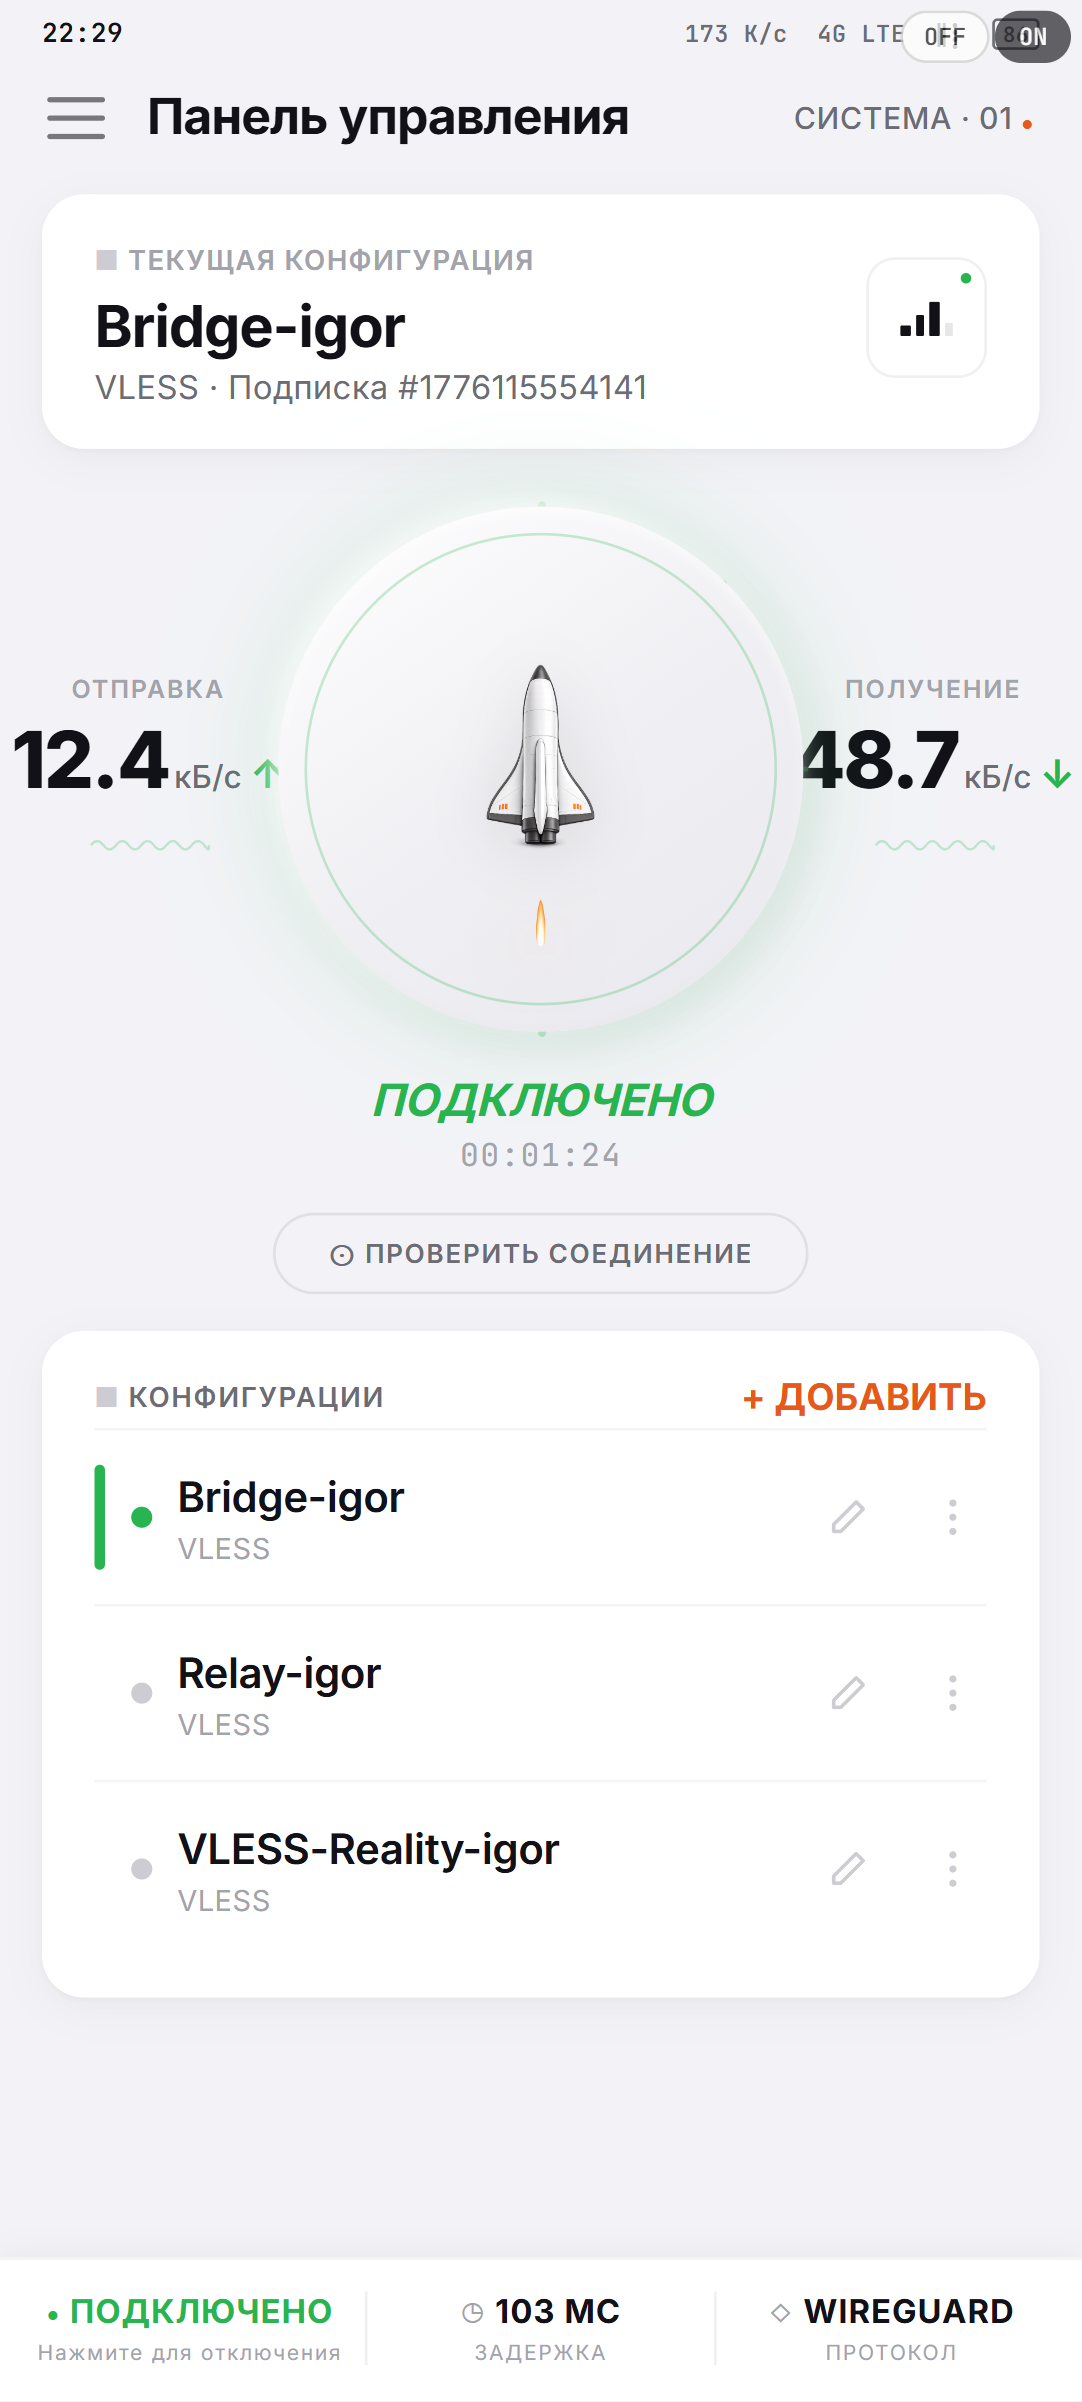 22:29
173 K/c 4G LTE OFF ON
Панель управления
СИСТЕМА · 01
ТЕКУЩАЯ КОНФИГУРАЦИЯ
Bridge-igor
VLESS · Подписка #1776115554141
ОТПРАВКА
12.4 кБ/с ↑
ПОЛУЧЕНИЕ
48.7 кБ/с ↓
ПОДКЛЮЧЕНО
00:01:24
ПРОВЕРИТЬ СОЕДИНЕНИЕ
КОНФИГУРАЦИИ
+ ДОБАВИТЬ
Bridge-igor
VLESS
Relay-igor
VLESS
VLESS-Reality-igor
VLESS
ПОДКЛЮЧЕНО
Нажмите для отключения
103 МС
ЗАДЕРЖКА
WIREGUARD
ПРОТОКОЛ